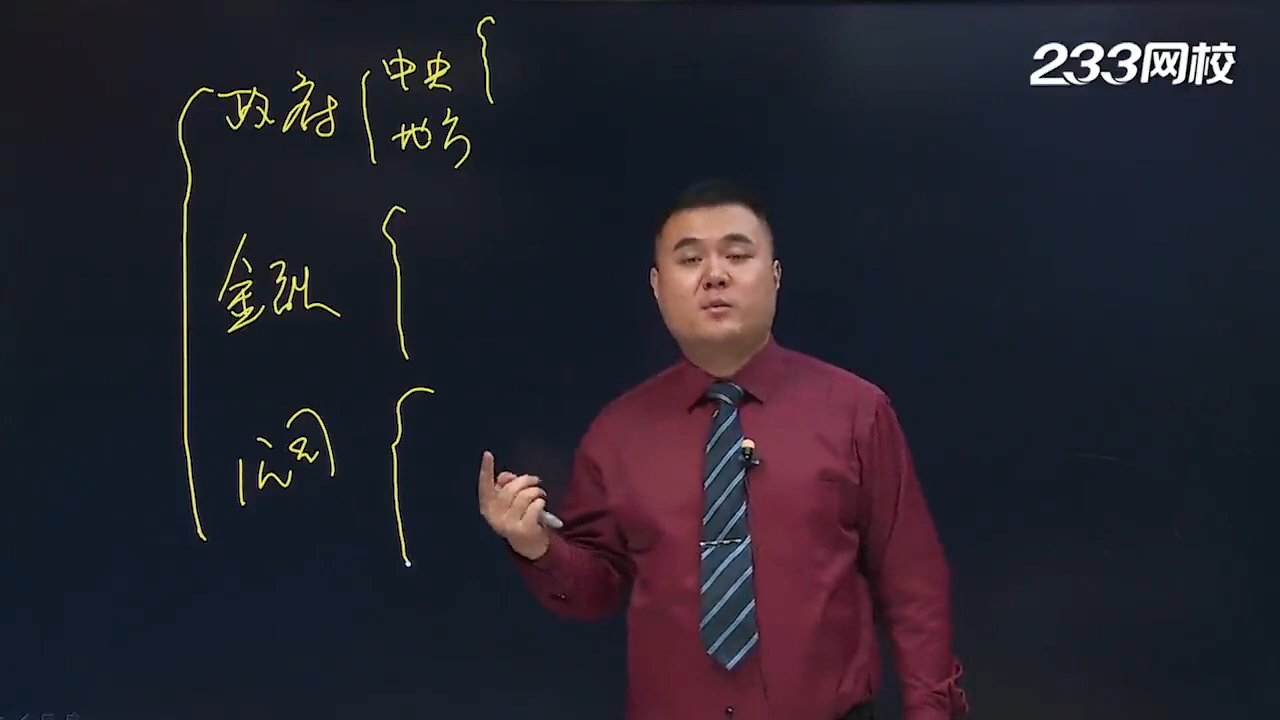 233网校
政府 中央
地方
金融
公司